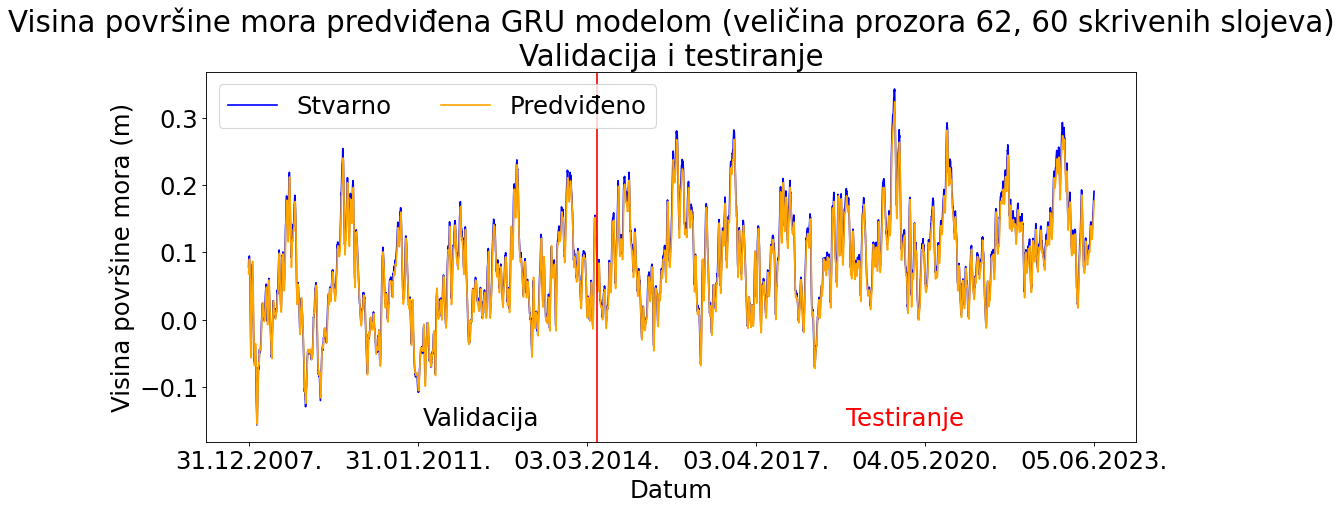 Visina površine mora predviđena GRU modelom (veličina prozora 62, 60 skrivenih slojeva)
Validacija i testiranje
Stvarno
Predviđeno
Visina površine mora (m)
0.3
0.2
0.1
0.0
−0.1
Validacija
Testiranje
31.12.2007.
31.01.2011.
03.03.2014.
03.04.2017.
04.05.2020.
05.06.2023.
Datum